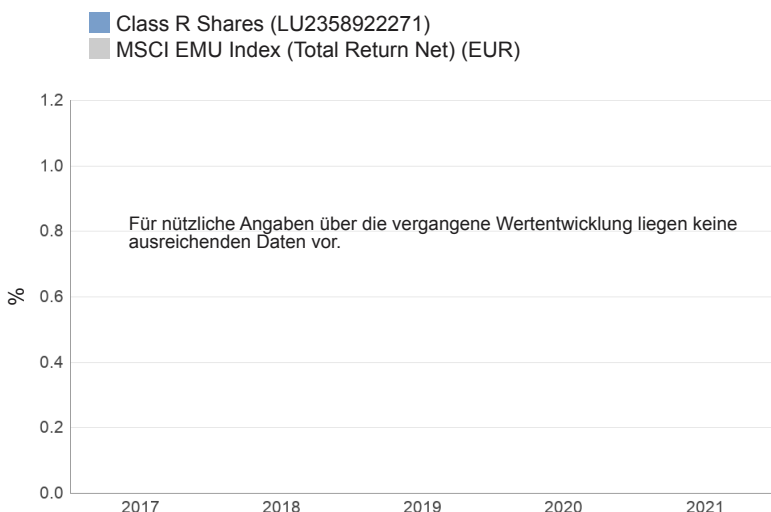 Class R Shares (LU2358922271)
MSCI EMU Index (Total Return Net) (EUR)
1.2
1.0
Für nützliche Angaben über die vergangene Wertentwicklung liegen keine
0.8
ausreichenden Daten vor.
%
0.6
0.4
0.2
0.0
2017 2018 2019 2020 2021